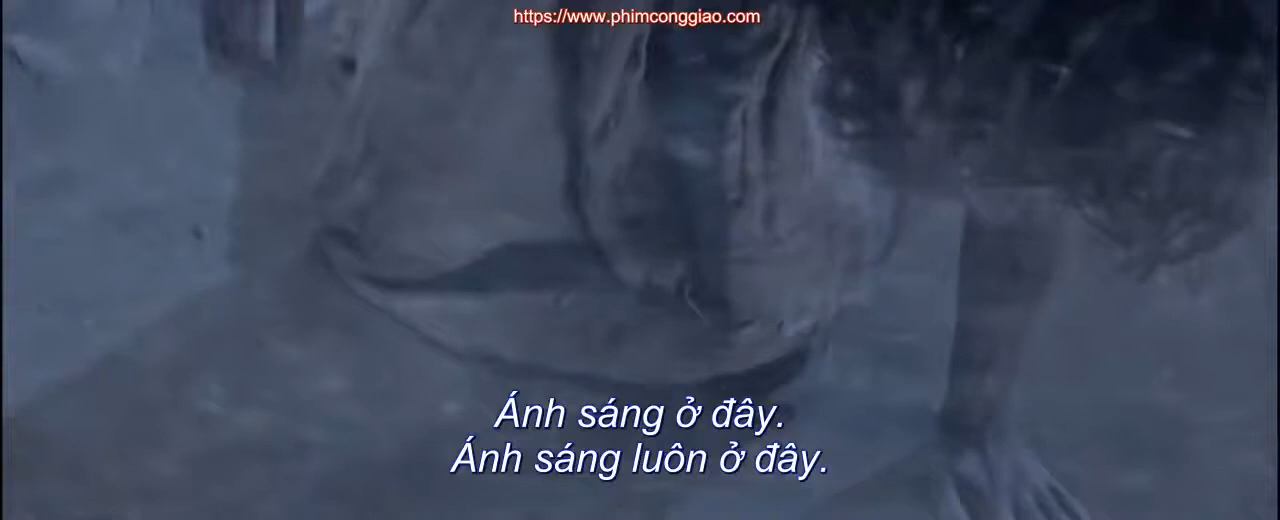 https://www.phimconggiao.com
Ánh sáng ở đây.
Ánh sáng luôn ở đây.